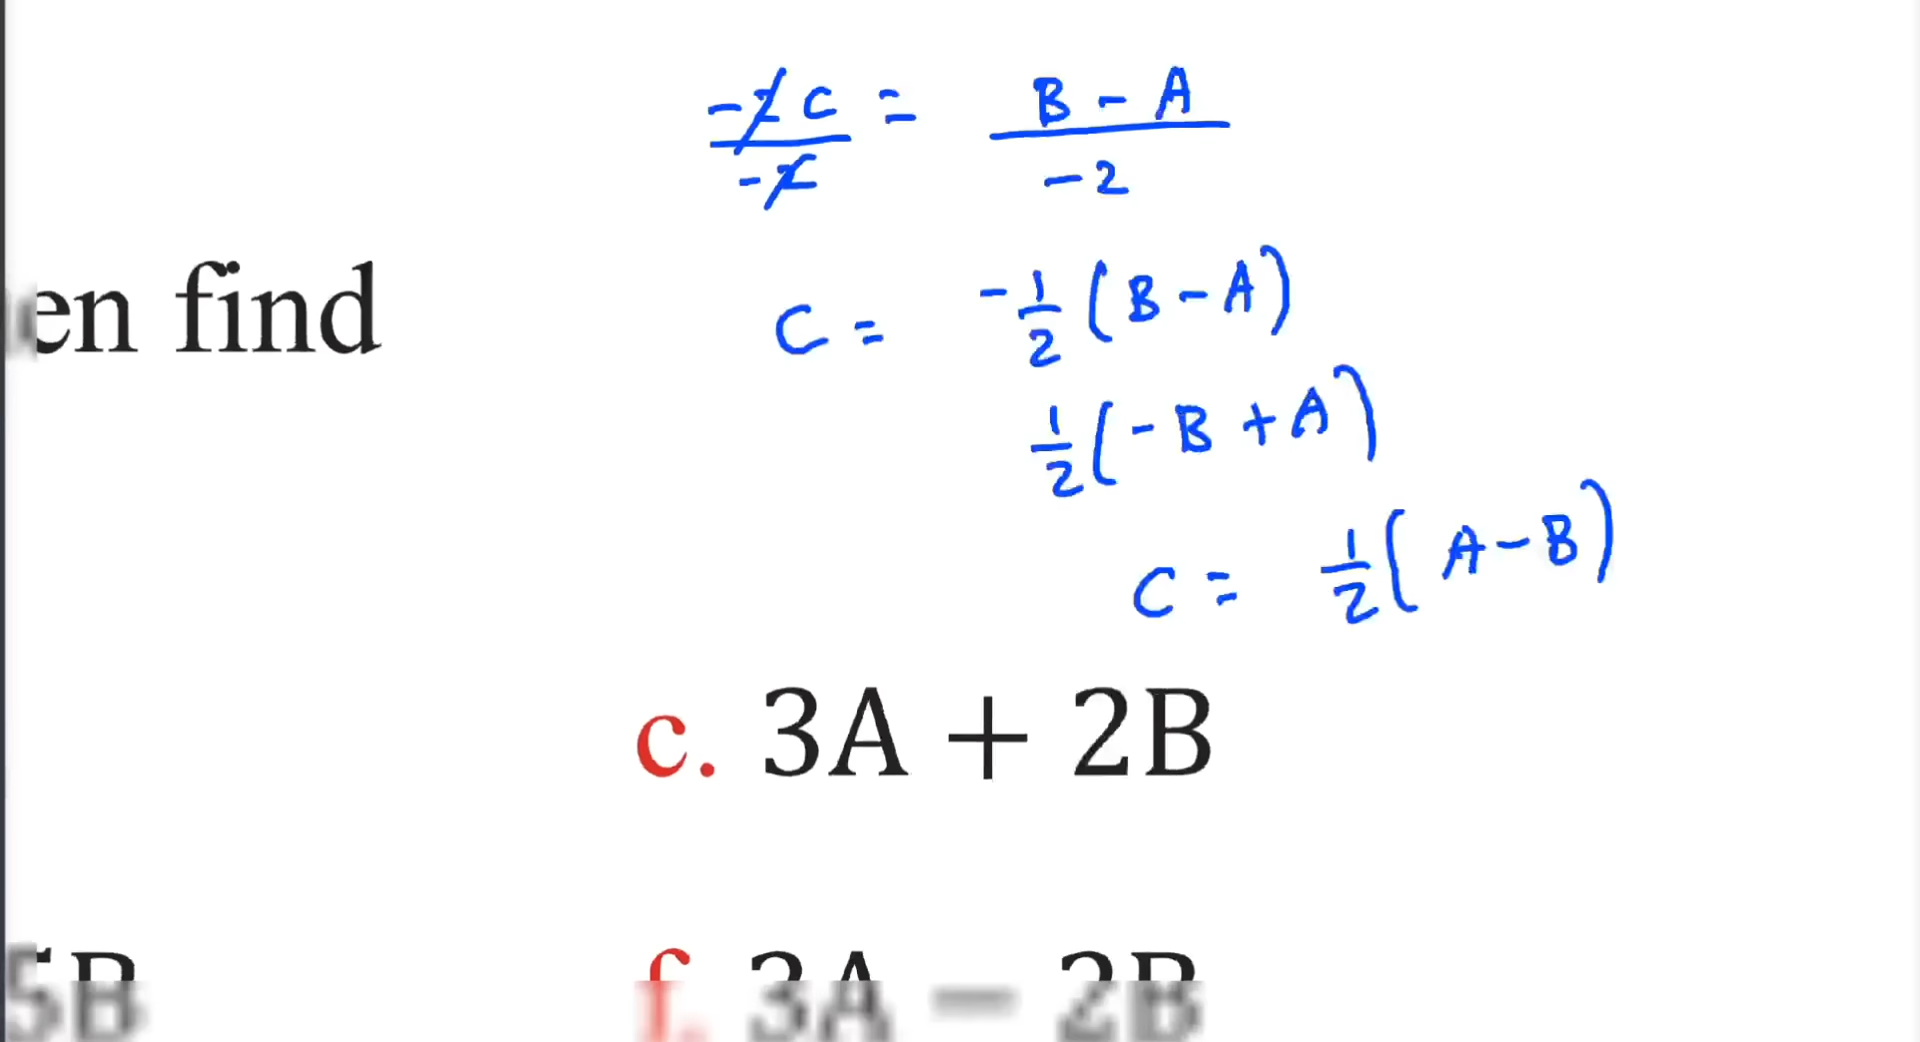 -2C/-2 = B - A/-2
en find
C = -1/2 (B - A)
1/2 (-B + A)
C = 1/2 (A - B)
c. 3A + 2B
5B
f. 3A − 2B